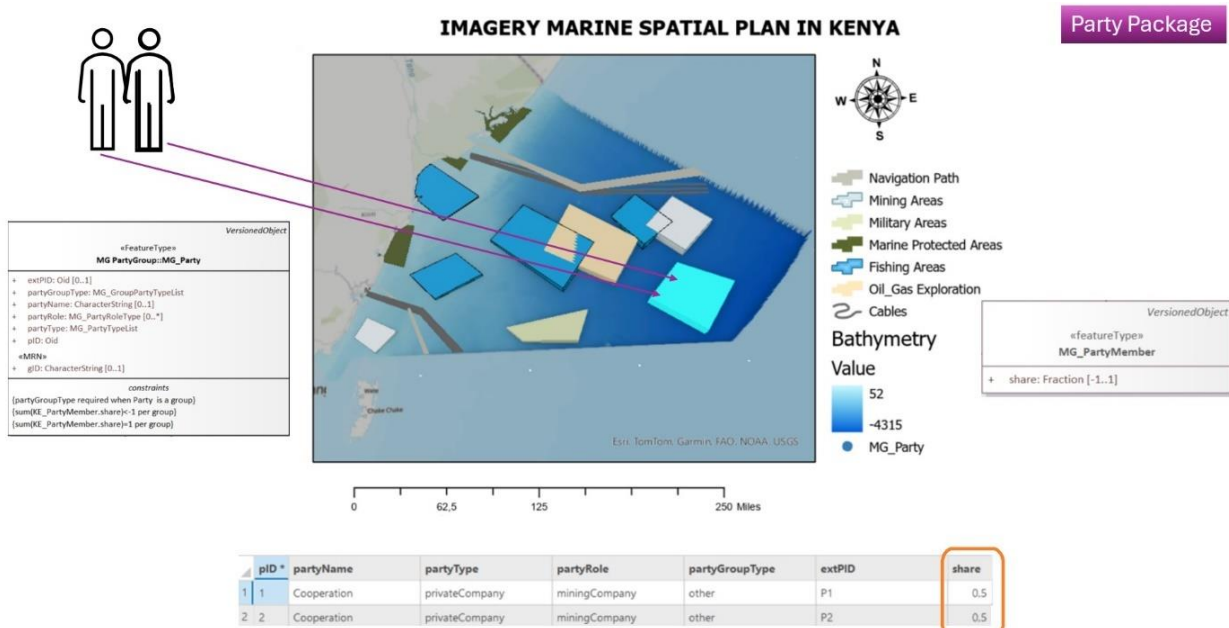 IMAGERY MARINE SPATIAL PLAN IN KENYA
Party Package
N
W
E
S
Navigation Path
Mining Areas
Military Areas
Marine Protected Areas
Fishing Areas
Oil_Gas Exploration
Cables
Bathymetry
Value
52
-4315
MG_Party
VersionedObject
«FeatureType»
MG PartyGroup::MG_Party
+ extPID: Oid [0..1]
+ partyGroupType: MG_GroupPartyTypeList
+ partyName: CharacterString [0..1]
+ partyRole: MG_PartyRoleType [0..*]
+ partyType: MG_PartyTypeList
+ pID: Oid
«MRN»
+ gID: CharacterString [0..1]
constraints
{partyGroupType required when Party is a group}
{sum(KE_PartyMember.share)<-1 per group}
{sum(KE_PartyMember.share)=1 per group}
VersionedObject
«featureType»
MG_PartyMember
+ share: Fraction [-1..1]
Chake Chake
Esri, TomTom, Garmin, FAO, NOAA, USGS
0 62,5 125 250 Miles
pID * partyName partyType partyRole partyGroupType extPID share
1 1 Cooperation privateCompany miningCompany other P1 0.5
2 2 Cooperation privateCompany miningCompany other P2 0.5